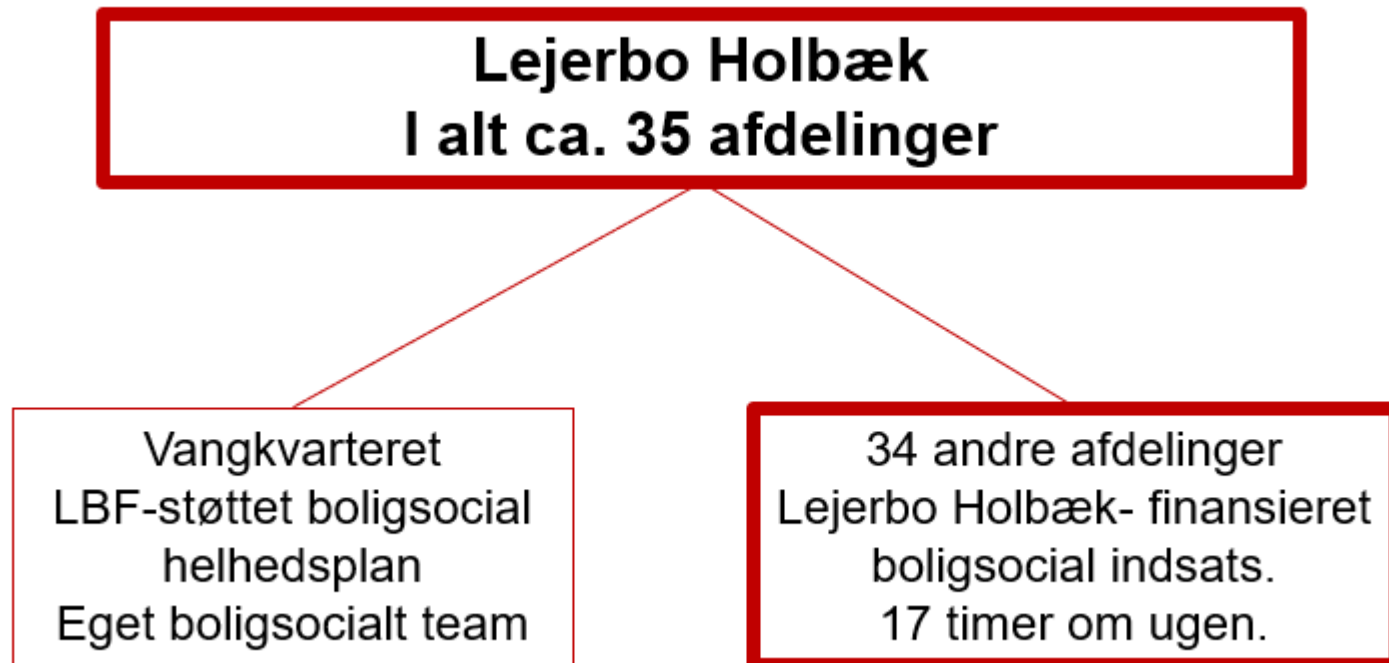 Lejerbo Holbæk
I alt ca. 35 afdelinger
Vangkvarteret
LBF-støttet boligsocial
helhedsplan
Eget boligsocialt team
34 andre afdelinger
Lejerbo Holbæk- finansieret
boligsocial indsats.
17 timer om ugen.